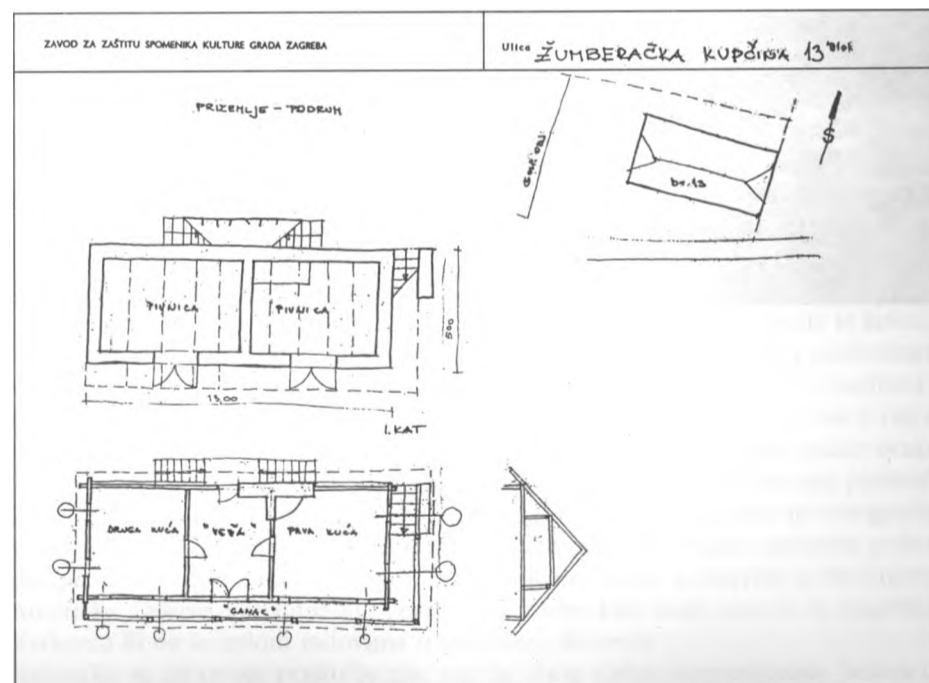 ZAVOD ZA ZAŠTITU SPOMENIKA KULTURE GRADA ZAGREBA
Ulica ŽUMBERAČKA KUPČINA 13 Blok
PRIZEMLJE - PODRUM
S
br.13
PIVNICA
PIVNICA
500
13,00
I. KAT
DRUGA KUĆA
"VEŽA"
PRVA KUĆA
"GANAK"